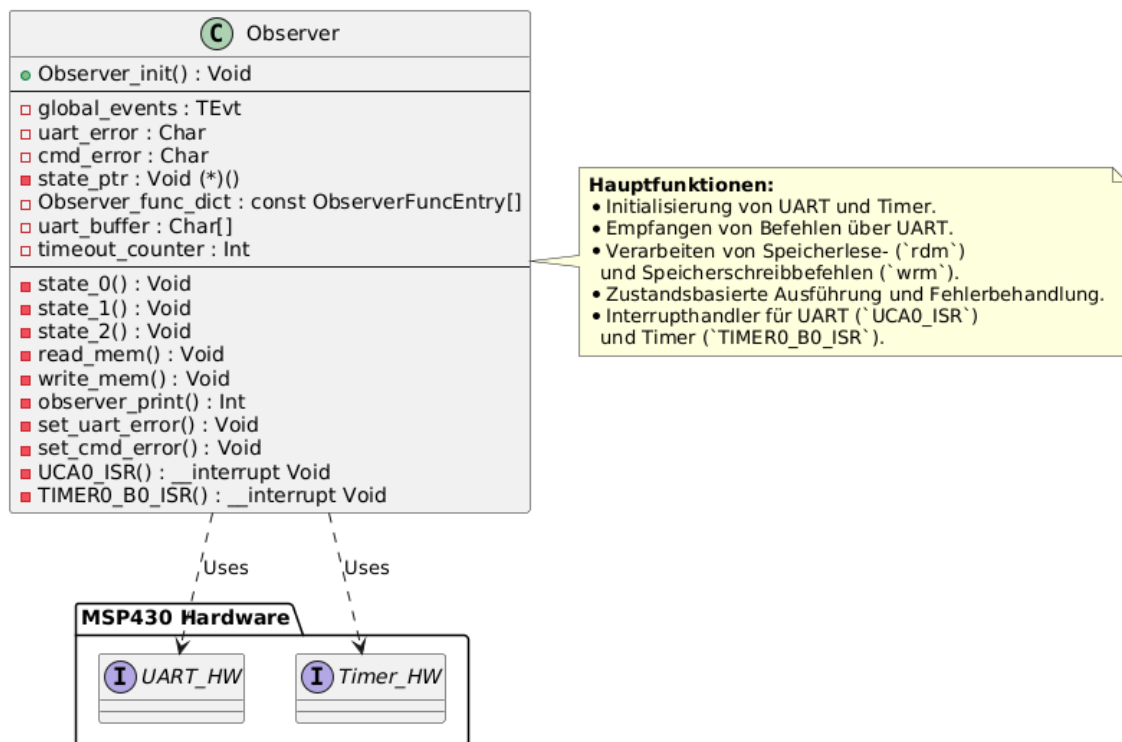 C Observer
Observer_init() : Void
global_events : TEvt
uart_error : Char
cmd_error : Char
state_ptr : Void (*)()
Observer_func_dict : const ObserverFuncEntry[]
uart_buffer : Char[]
timeout_counter : Int
state_0() : Void
state_1() : Void
state_2() : Void
read_mem() : Void
write_mem() : Void
observer_print() : Int
set_uart_error() : Void
set_cmd_error() : Void
UCA0_ISR() : __interrupt Void
TIMER0_B0_ISR() : __interrupt Void
Hauptfunktionen:
• Initialisierung von UART und Timer.
• Empfangen von Befehlen über UART.
• Verarbeiten von Speicherlese- (`rdm`)
und Speicherschreibbefehlen (`wrm`).
• Zustandsbasierte Ausführung und Fehlerbehandlung.
• Interrupthandler für UART (`UCA0_ISR`)
und Timer (`TIMER0_B0_ISR`).
Uses
Uses
MSP430 Hardware
I UART_HW
I Timer_HW